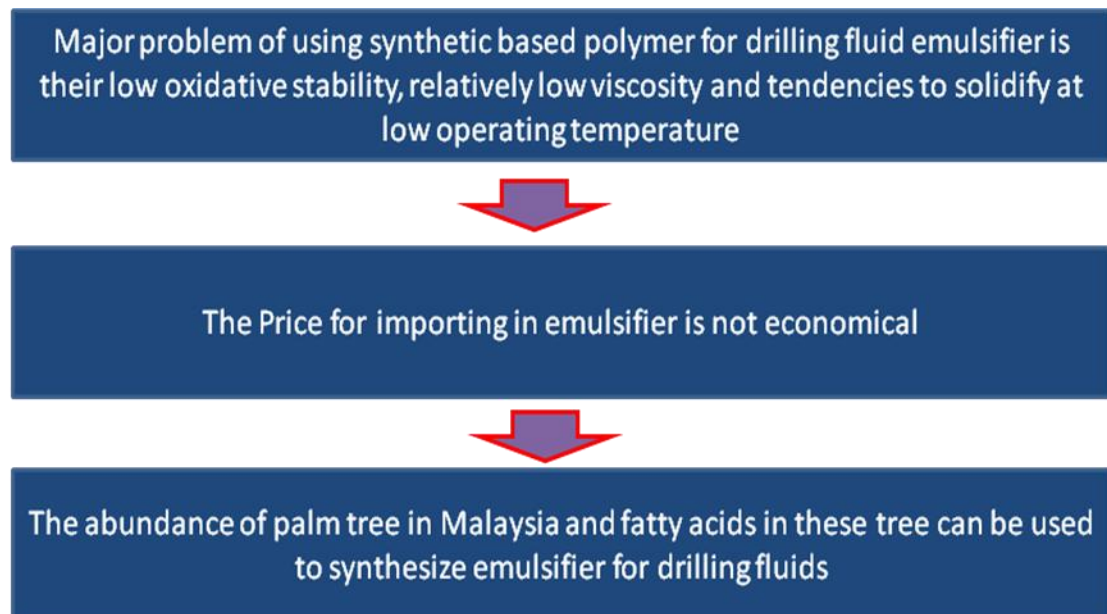 Major problem of using synthetic based polymer for drilling fluid emulsifier is
their low oxidative stability, relatively low viscosity and tendencies to solidify at
low operating temperature
The Price for importing in emulsifier is not economical
The abundance of palm tree in Malaysia and fatty acids in these tree can be used
to synthesize emulsifier for drilling fluids